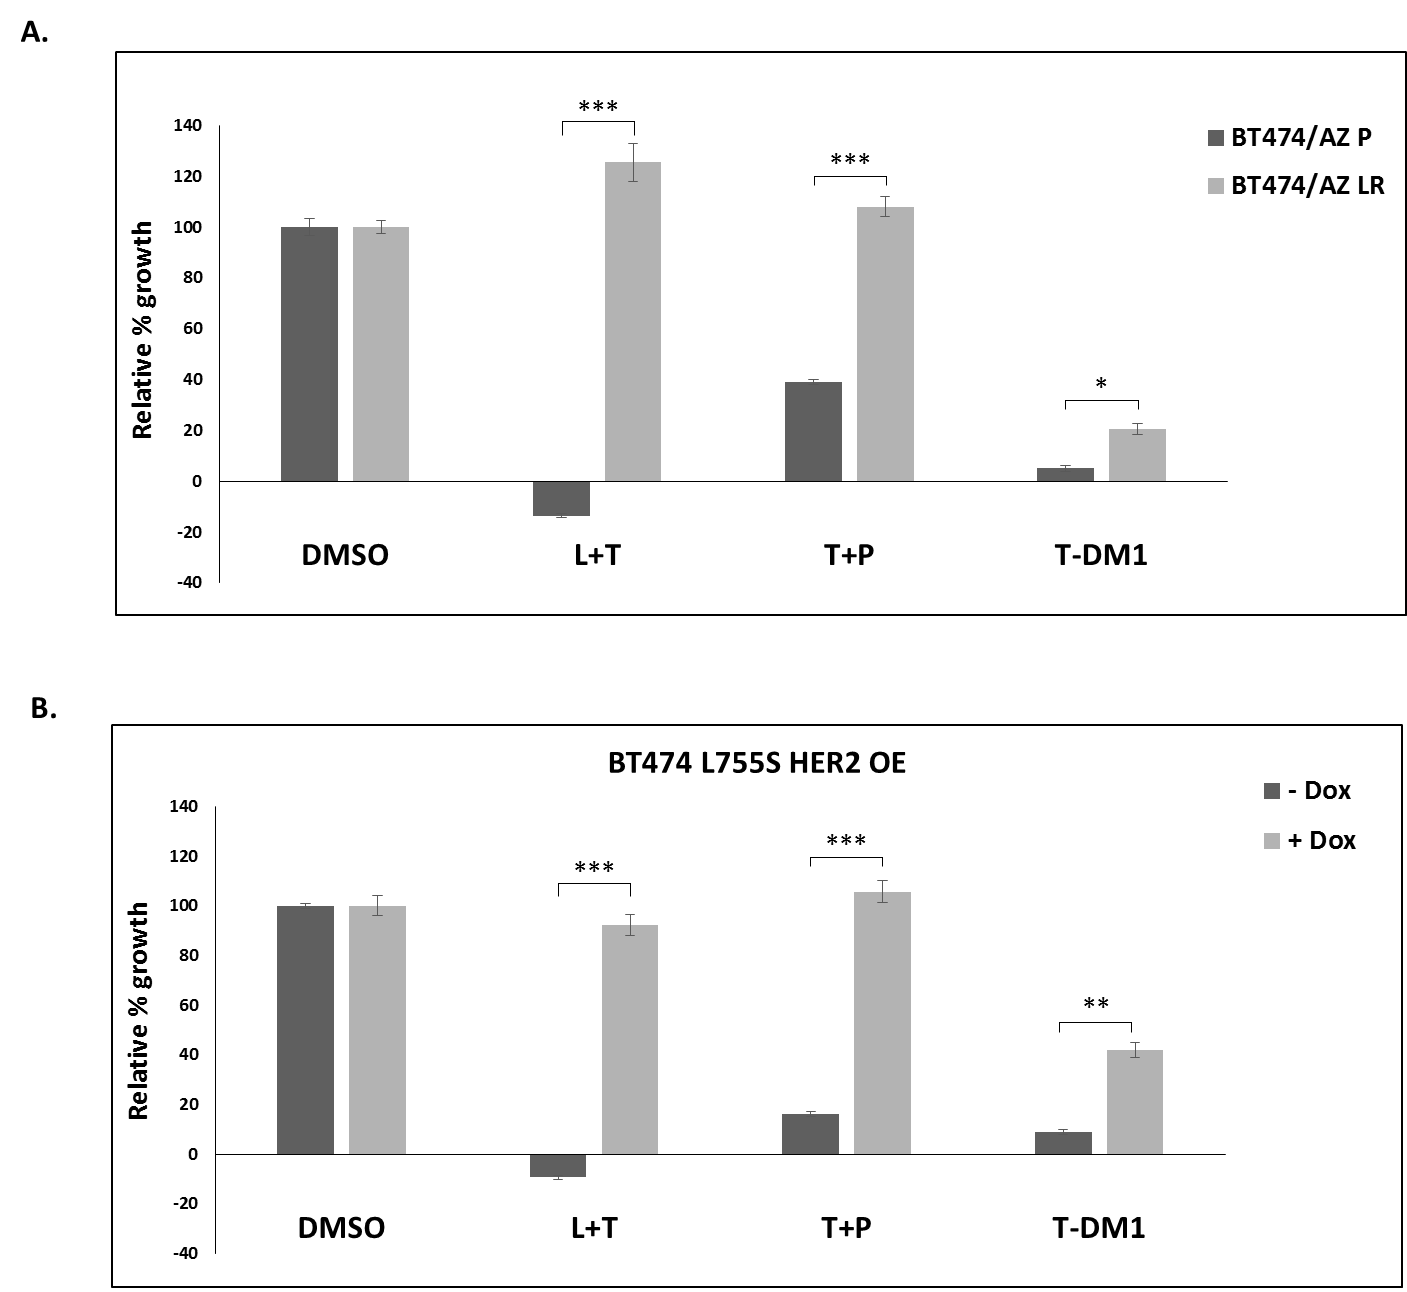 A.
***
140
120
100
80
60
40
20
0
-20
-40
Relative % growth
***
*
BT474/AZ P
BT474/AZ LR
DMSO L+T T+P T-DM1
B.
BT474 L755S HER2 OE
- Dox
+ Dox
140
120
100
80
60
40
20
0
-20
-40
Relative % growth
***
***
**
DMSO L+T T+P T-DM1